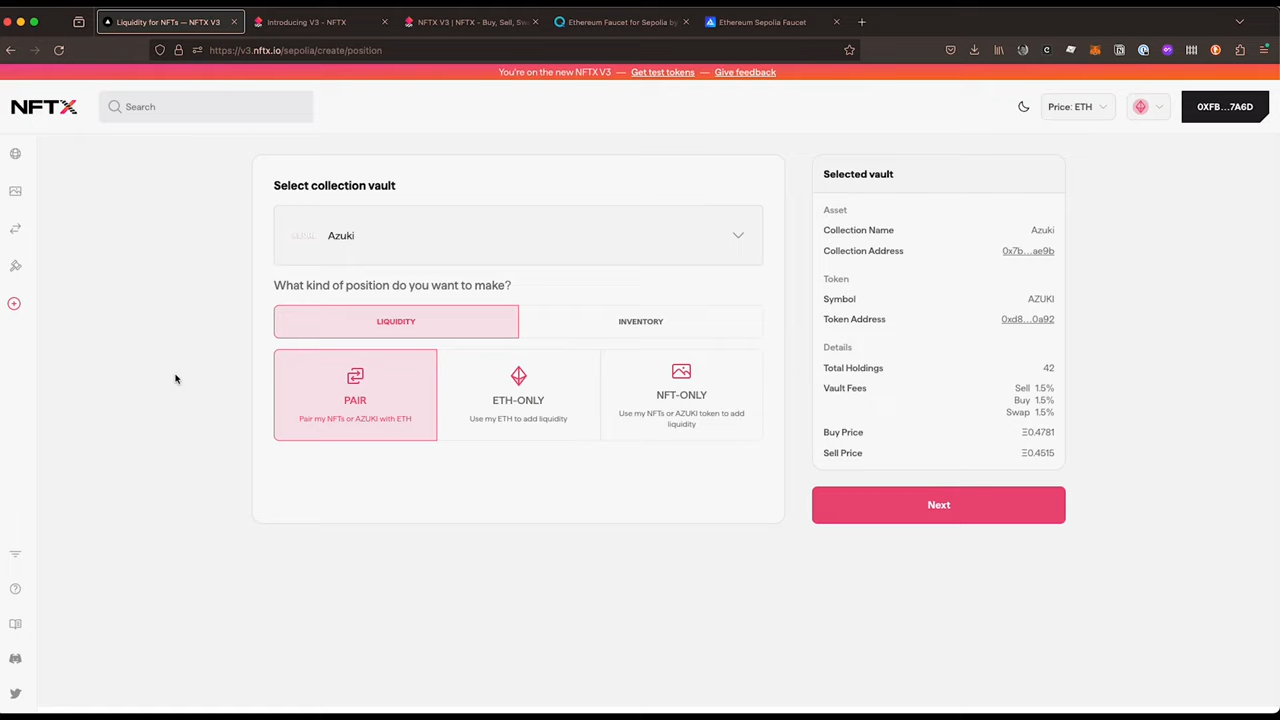 Liquidity for NFTs — NFTX V3
Introducing V3 - NFTX
NFTX V3 | NFTX - Buy, Sell, Sw
Ethereum Faucet for Sepolia by
Ethereum Sepolia Faucet
https://v3.nftx.io/sepolia/create/position
You're on the new NFTX V3 — Get test tokens — Give feedback
NFTX
Search
Price: ETH
0XFB...7A6D
Select collection vault
Azuki
What kind of position do you want to make?
LIQUIDITY
INVENTORY
PAIR
Pair my NFTs or AZUKI with ETH
ETH-ONLY
Use my ETH to add liquidity
NFT-ONLY
Use my NFTs or AZUKI token to add
liquidity
Selected vault
Asset
Collection Name Azuki
Collection Address 0x7b...ae9b
Token
Symbol AZUKI
Token Address 0xd8...0a92
Details
Total Holdings 42
Vault Fees Sell 1.5%
Buy 1.5%
Swap 1.5%
Buy Price Ξ0.4781
Sell Price Ξ0.4515
Next